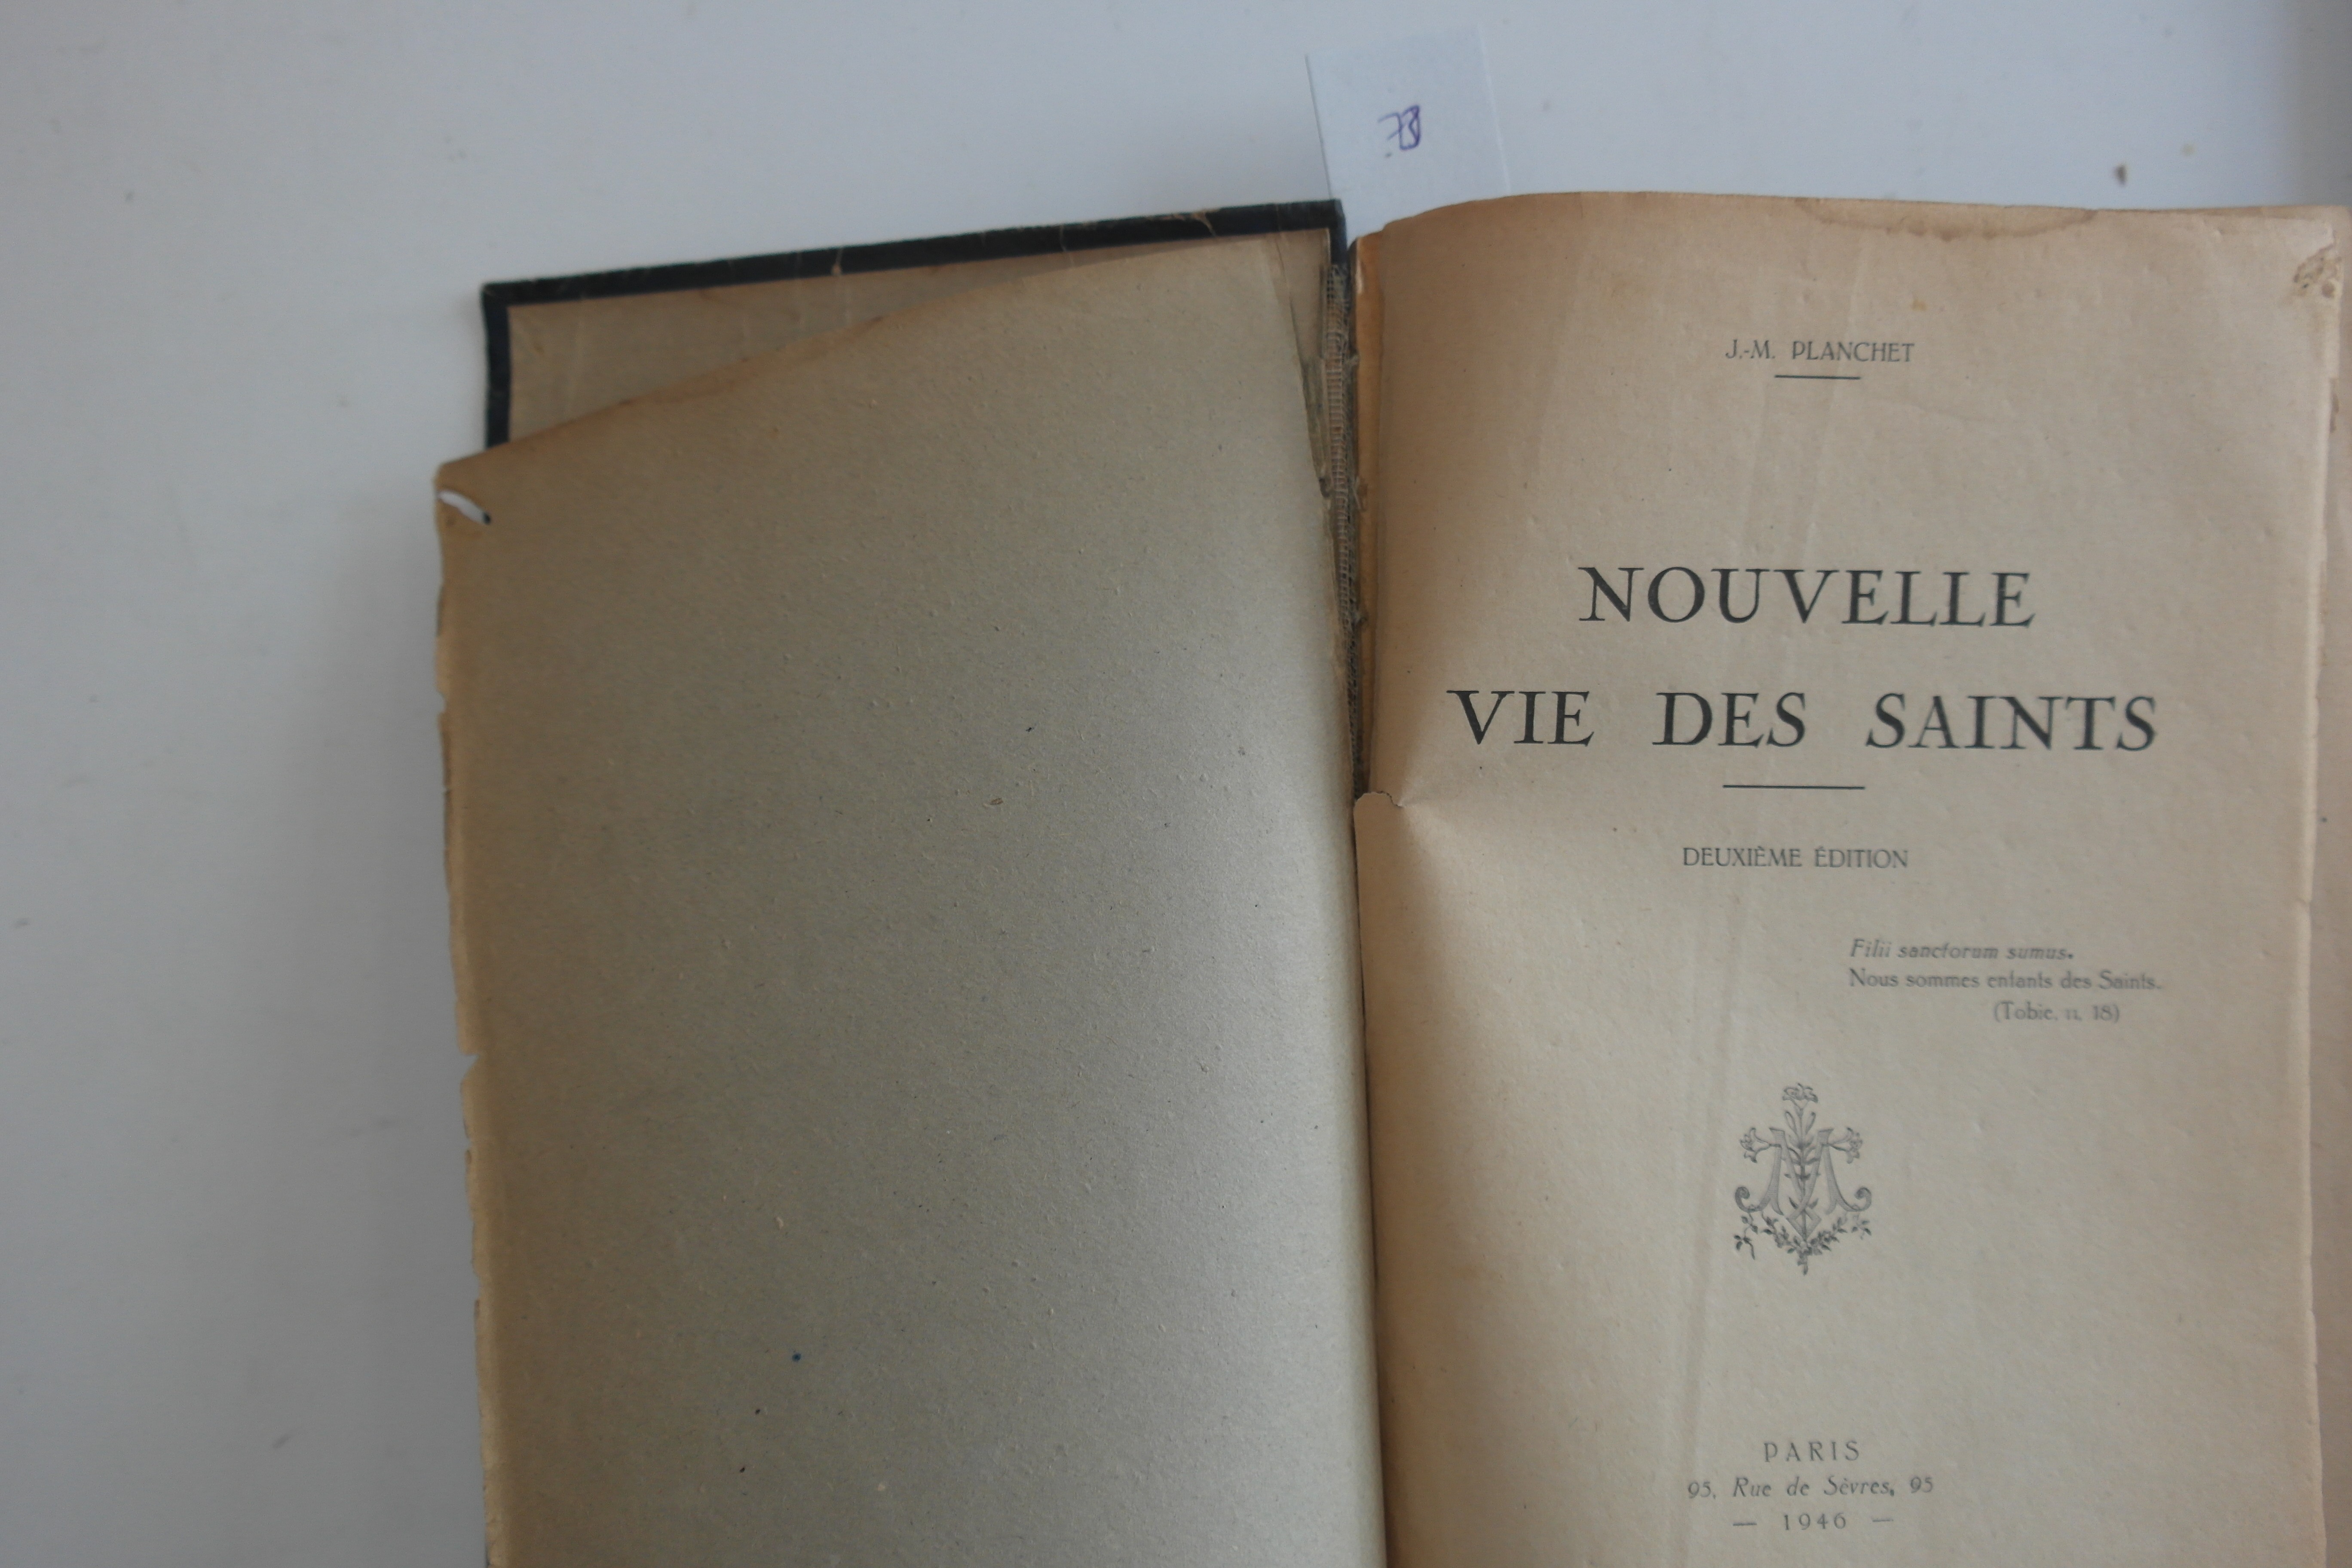 J.-M. PLANCHET
NOUVELLE
VIE DES SAINTS
DEUXIÈME ÉDITION
Filii sanctorum sumus.
Nous sommes enfants des Saints.
(Tobie, II, 18)
PARIS
95, Rue de Sèvres, 95
— 1946 —